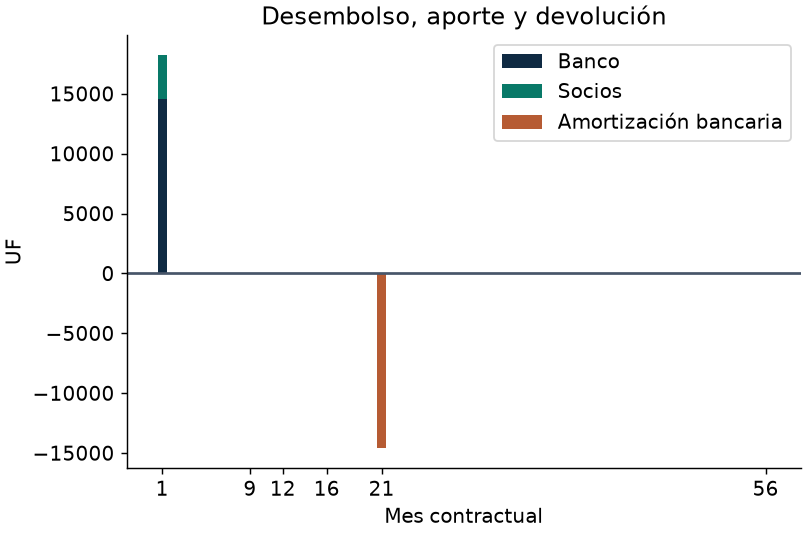 Desembolso, aporte y devolución
Banco
Socios
Amortización bancaria
UF
15000
10000
5000
0
−5000
−10000
−15000
1 9 12 16 21 56
Mes contractual